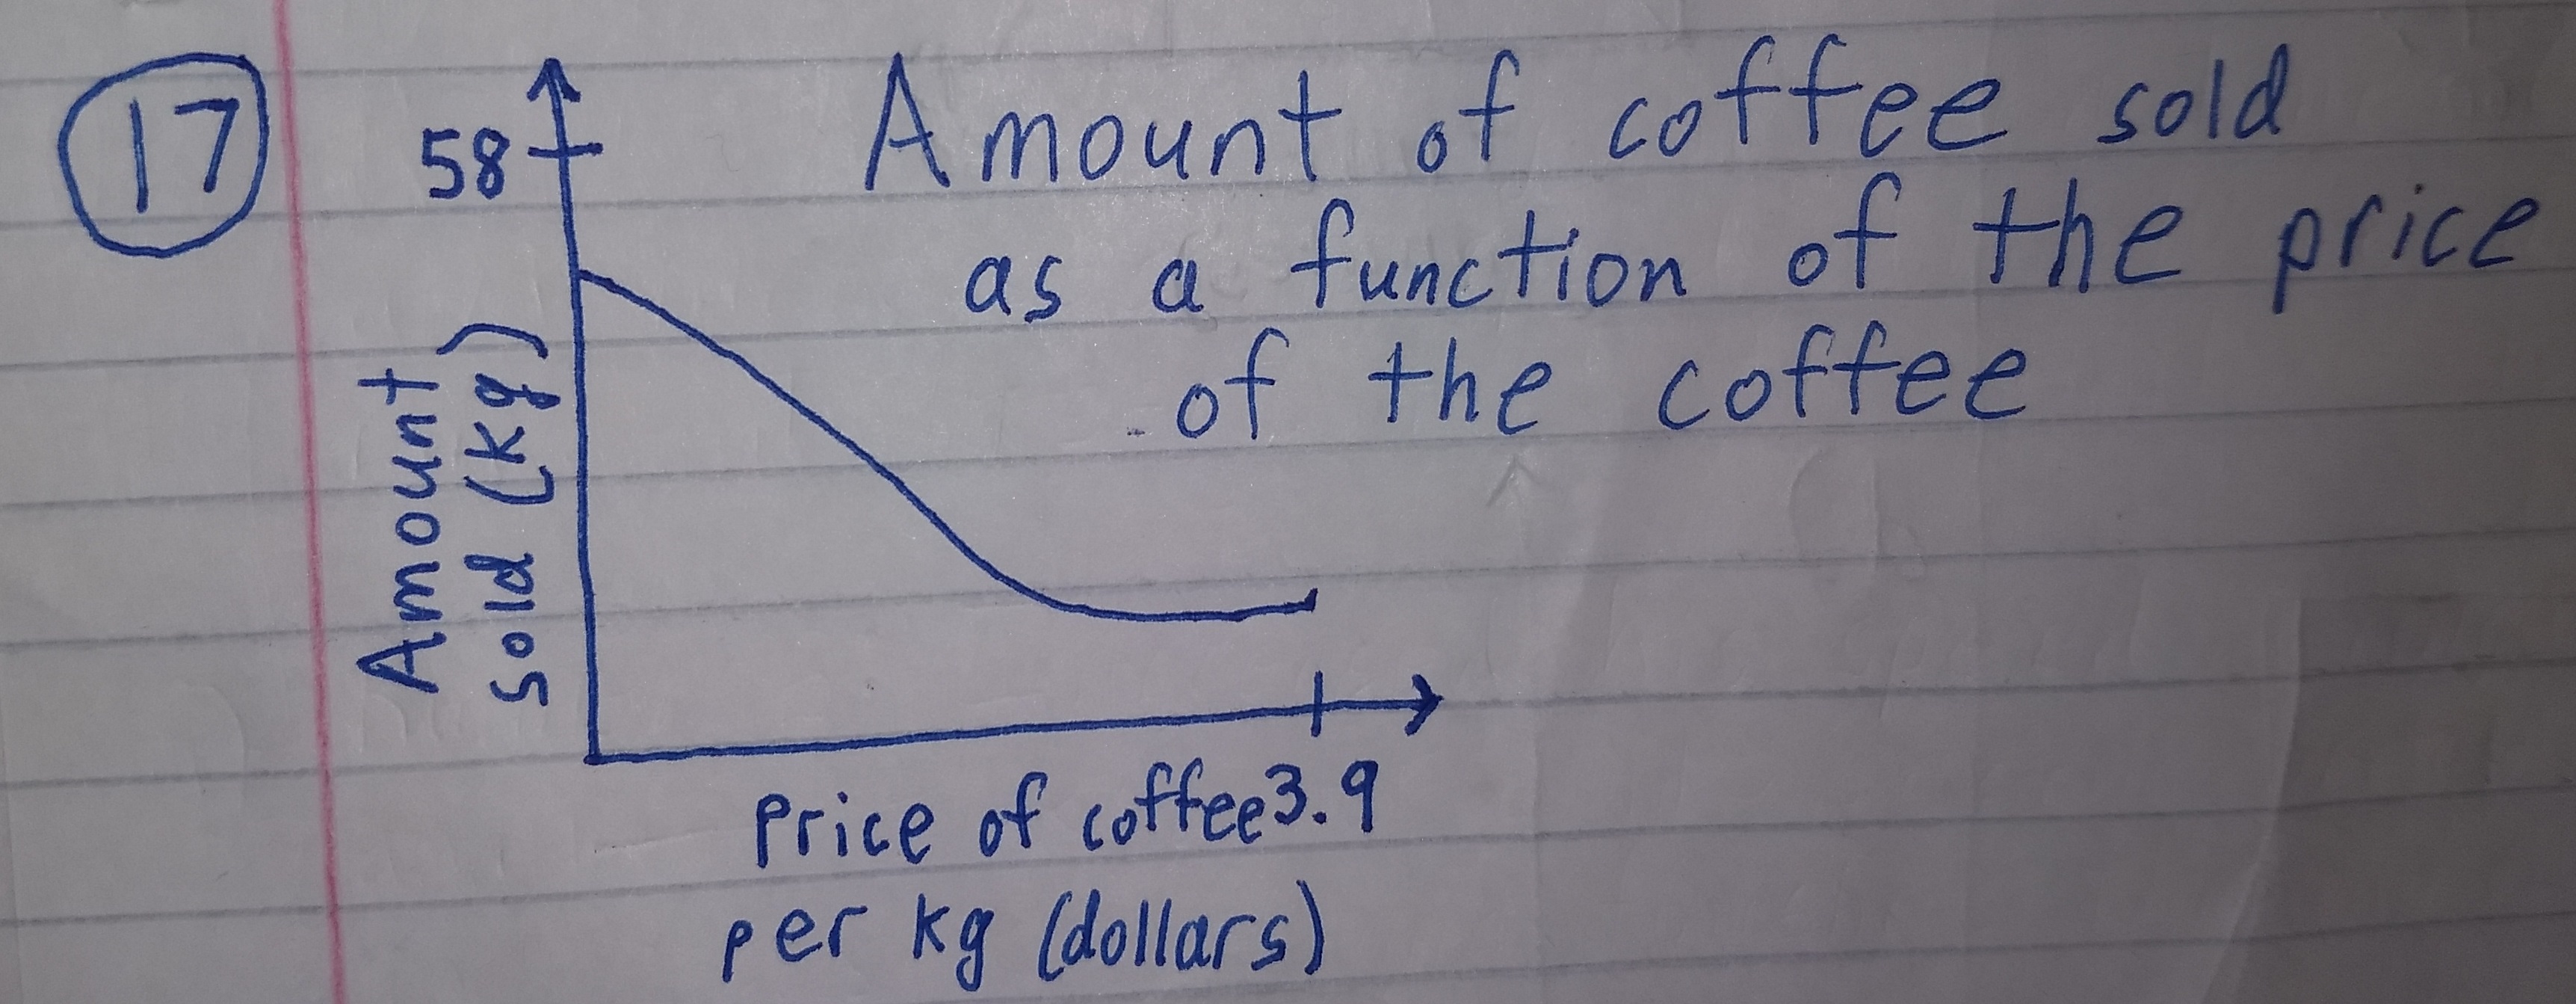 17
58
Amount of coffee sold
as a function of the price
of the coffee
Amount
sold (kg)
3.9
Price of coffee
per kg (dollars)